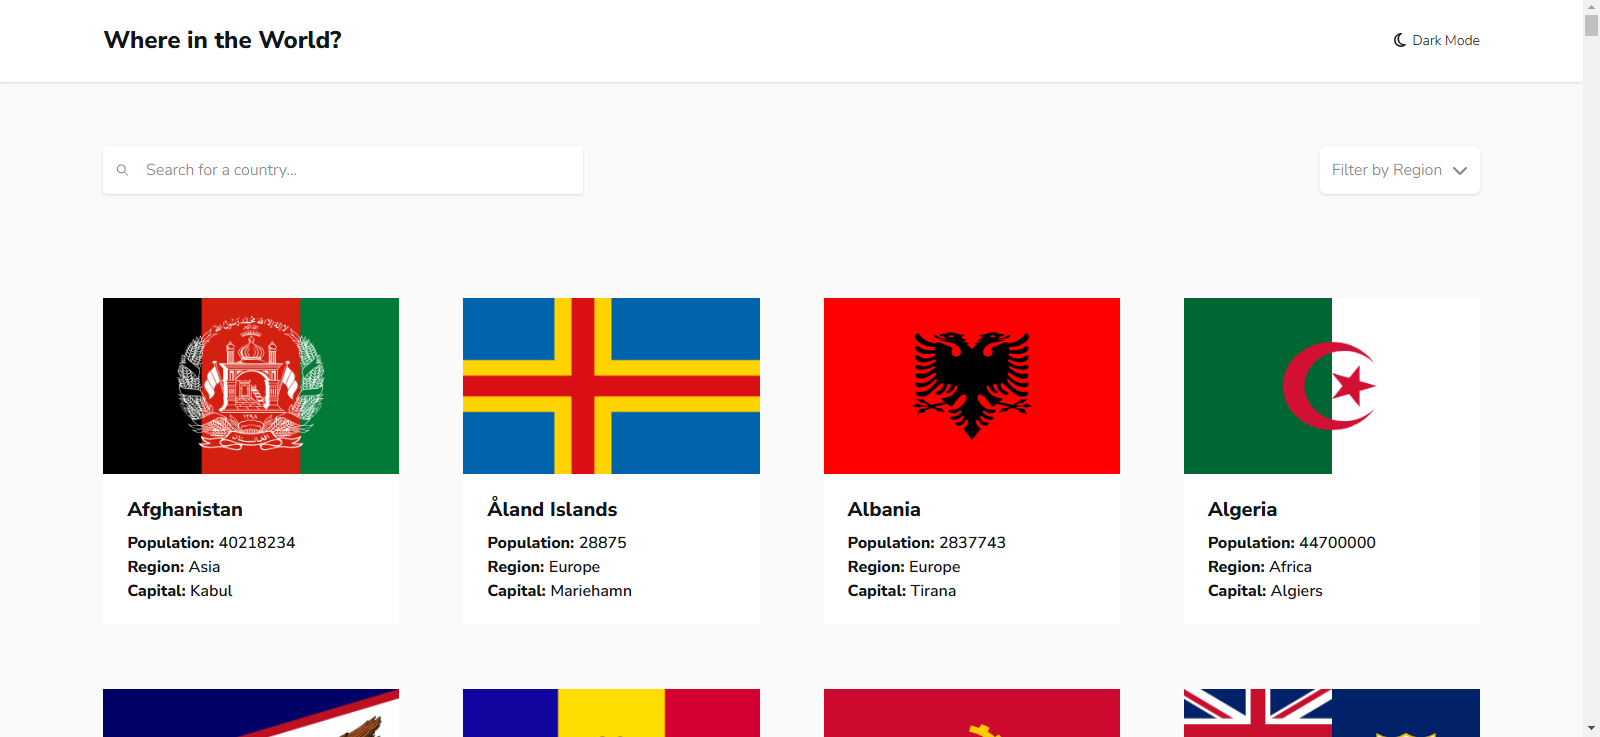 Where in the World?
Dark Mode
Search for a country...
Filter by Region
Afghanistan
Population: 40218234
Region: Asia
Capital: Kabul
Åland Islands
Population: 28875
Region: Europe
Capital: Mariehamn
Albania
Population: 2837743
Region: Europe
Capital: Tirana
Algeria
Population: 44700000
Region: Africa
Capital: Algiers